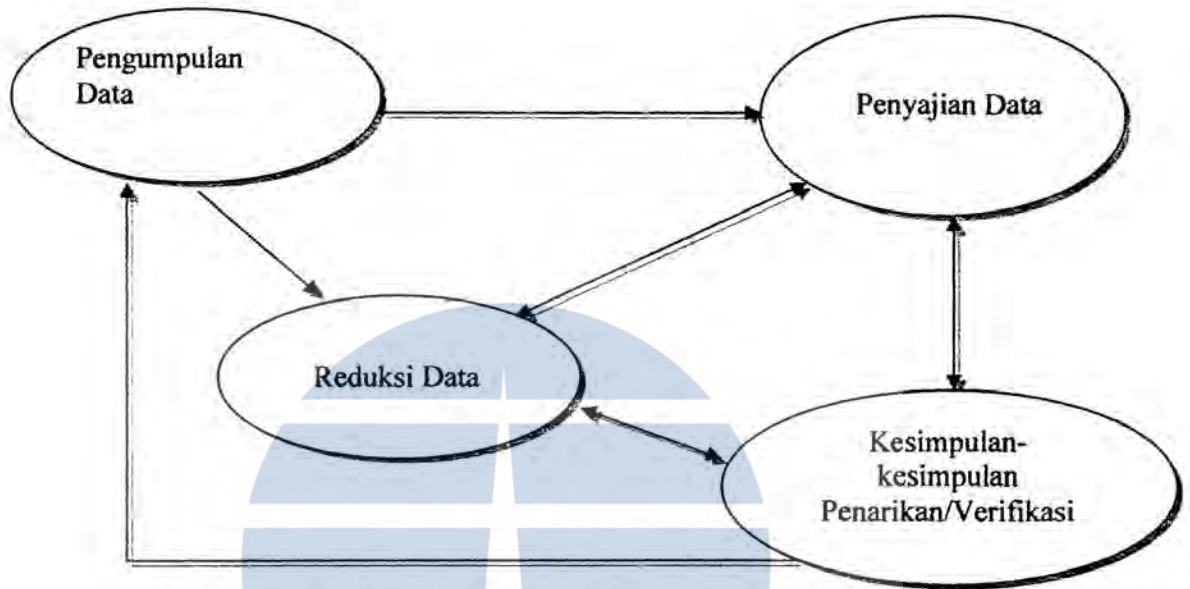 Pengumpulan
Data
Penyajian Data
Reduksi Data
Kesimpulan-
kesimpulan
Penarikan/Verifikasi